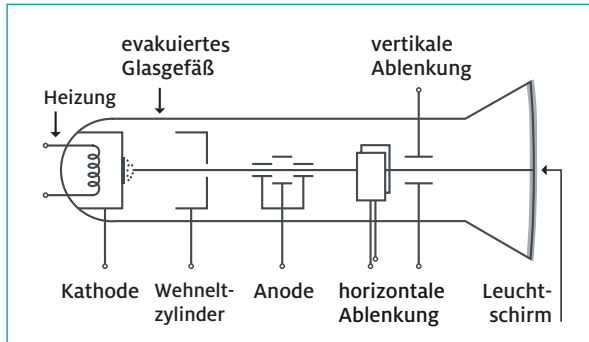 evakuiertes
Glasgefäß
vertikale
Ablenkung
Heizung
Kathode
Wehnelt-
zylinder
Anode
horizontale
Ablenkung
Leucht-
schirm